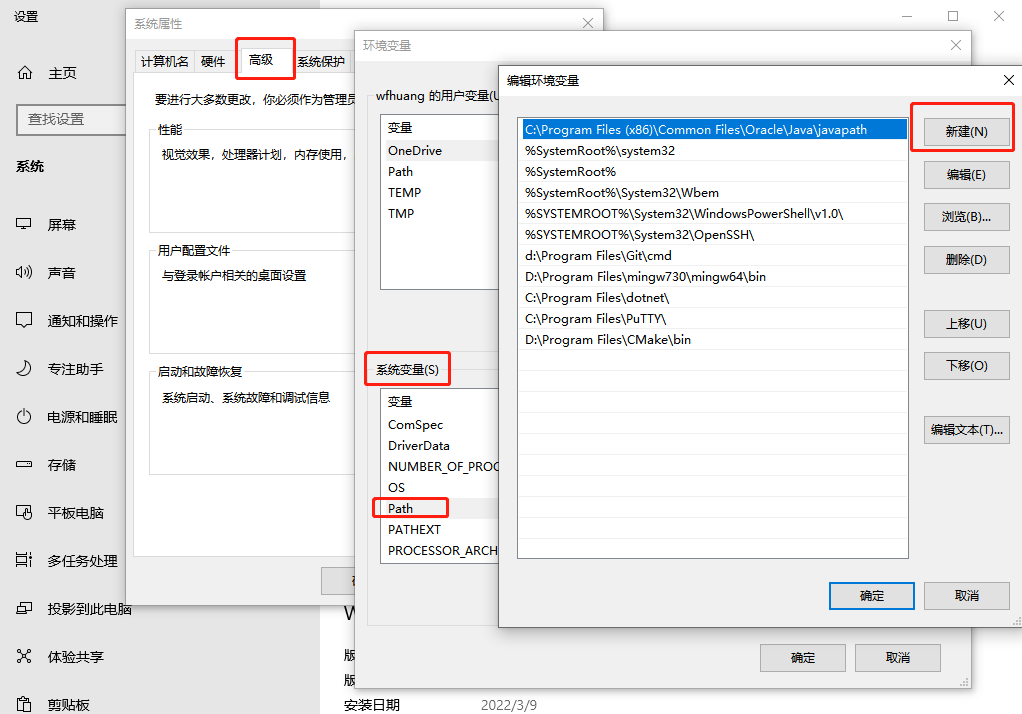 设置
主页
查找设置
系统
屏幕
声音
通知和操作
专注助手
电源和睡眠
存储
平板电脑
多任务处理
投影到此电脑
体验共享
剪贴板
系统属性
计算机名
硬件
高级
系统保护
要进行大多数更改，你必须作为管理员
性能
视觉效果，处理器计划，内存使用，
用户配置文件
与登录帐户相关的桌面设置
启动和故障恢复
系统启动、系统故障和调试信息
W
版
版
安装日期
2022/3/9
环境变量
wfhuang 的用户变量(U
变量
OneDrive
Path
TEMP
TMP
系统变量(S)
变量
ComSpec
DriverData
NUMBER_OF_PROC
OS
Path
PATHEXT
PROCESSOR_ARCH
确定
取消
编辑环境变量
C:\Program Files (x86)\Common Files\Oracle\Java\javapath
%SystemRoot%\system32
%SystemRoot%
%SystemRoot%\System32\Wbem
%SYSTEMROOT%\System32\WindowsPowerShell\v1.0\
%SYSTEMROOT%\System32\OpenSSH\
d:\Program Files\Git\cmd
D:\Program Files\mingw730\mingw64\bin
C:\Program Files\dotnet\
C:\Program Files\PuTTY\
D:\Program Files\CMake\bin
新建(N)
编辑(E)
浏览(B)...
删除(D)
上移(U)
下移(O)
编辑文本(T)...
确定
取消